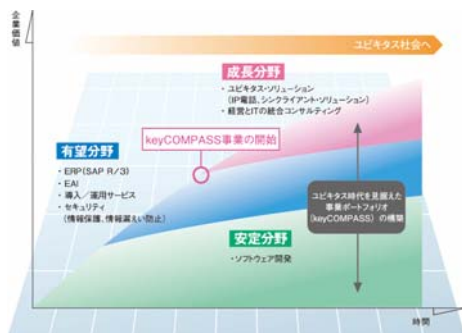 企業価値
ユビキタス社会へ
成長分野
・ユビキタス・ソリューション
(IP電話、シンクライアント・ソリューション)
・経営とITの統合コンサルティング
keyCOMPASS事業の開始
有望分野
・ERP(SAP R/3)
・EAI
・導入/運用サービス
・セキュリティ
(情報保護、情報漏えい防止)
ユビキタス時代を見据えた
事業ポートフォリオ
(keyCOMPASS)の構築
安定分野
・ソフトウェア開発
時間